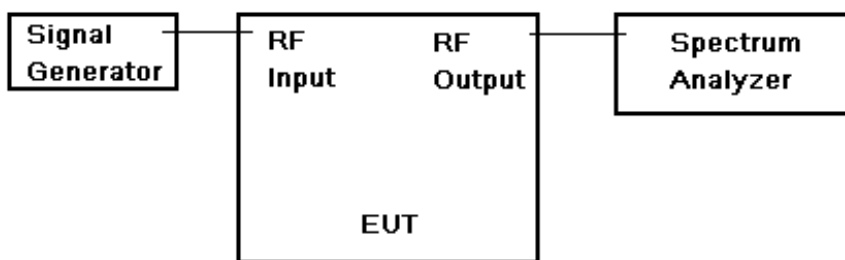 Signal
Generator
RF
Input
RF
Output
EUT
Spectrum
Analyzer